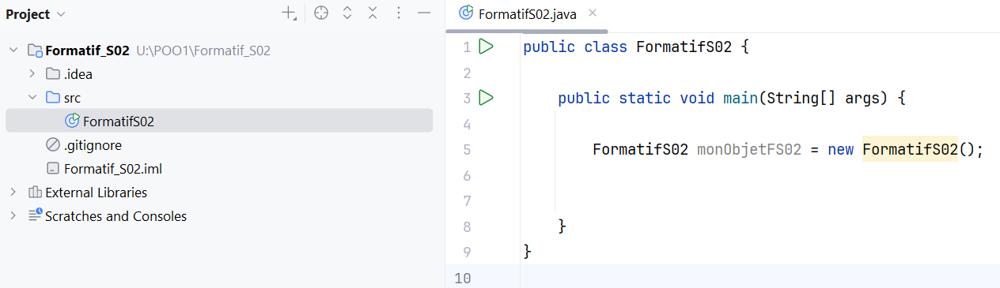 Project
Formatif_S02 U:\POO1\Formatif_S02
.idea
src
FormatifS02
.gitignore
Formatif_S02.iml
External Libraries
Scratches and Consoles
FormatifS02.java
1 public class FormatifS02 {
2
3 public static void main(String[] args) {
4
5 FormatifS02 monObjetFS02 = new FormatifS02();
6
7
8 }
9 }
10